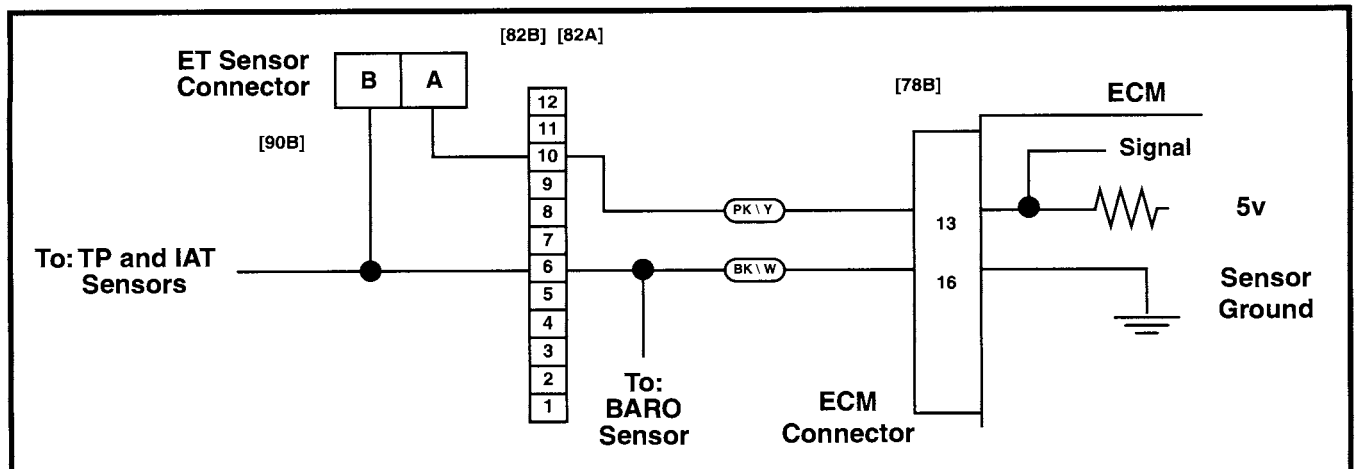 [82B] [82A]
ET Sensor
Connector
B A
[90B]
12
11
10
9
8
7
6
5
4
3
2
1
[78B]
ECM
Signal
PK \ Y
13
5v
To: TP and IAT
Sensors
BK \ W
16
Sensor
Ground
To:
BARO
Sensor
ECM
Connector